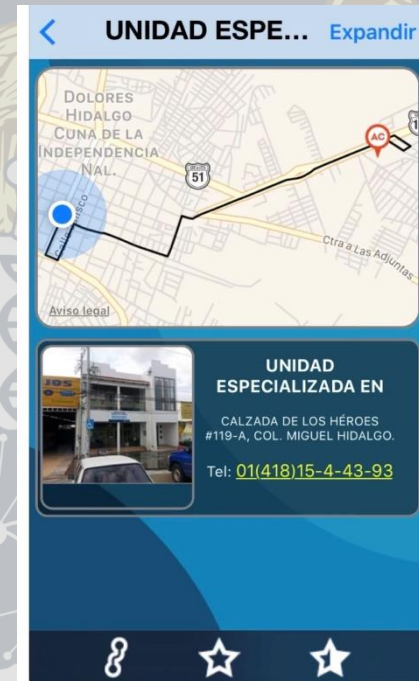 UNIDAD ESPE... Expandir
DOLORES
HIDALGO
CUNA DE LA
INDEPENDENCIA
NAL.
51
AC
Ctra a Las Adjuntas
Aviso legal
UNIDAD
ESPECIALIZADA EN
CALZADA DE LOS HÉROES
#119-A, COL. MIGUEL HIDALGO.
Tel: 01(418)15-4-43-93